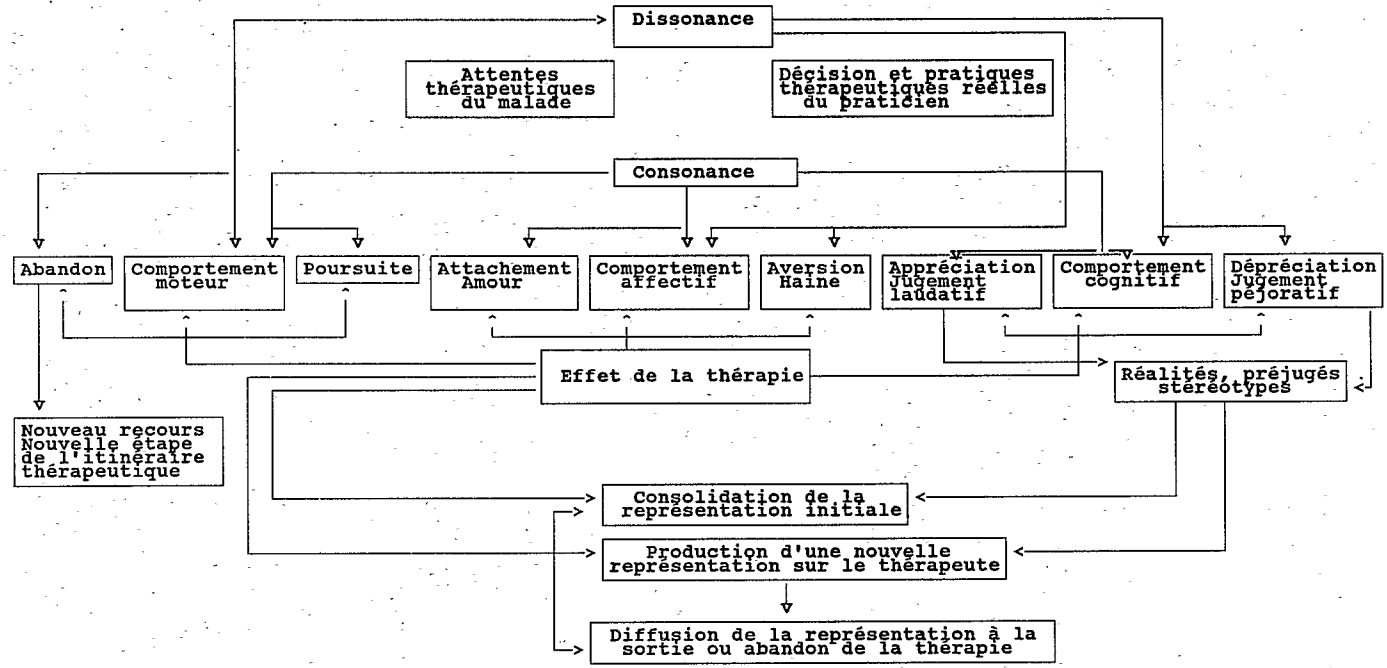 Dissonance
Attentes
thérapeutiques
du malade
Décision et pratiques
thérapeutiques réelles
du praticien
Consonance
Abandon
Comportement
moteur
Poursuite
Attachement
Amour
Comportement
affectif
Aversion
Haine
Appréciation
Jugement
laudatif
Comportement
cognitif
Dépréciation
Jugement
péjoratif
Effet de la thérapie
Réalités, préjugés
stéréotypes
Nouveau recours
Nouvelle étape
de l'itinéraire
thérapeutique
Consolidation de la
représentation initiale
Production d'une nouvelle
représentation sur le thérapeute
Diffusion de la représentation à la
sortie ou abandon de la thérapie